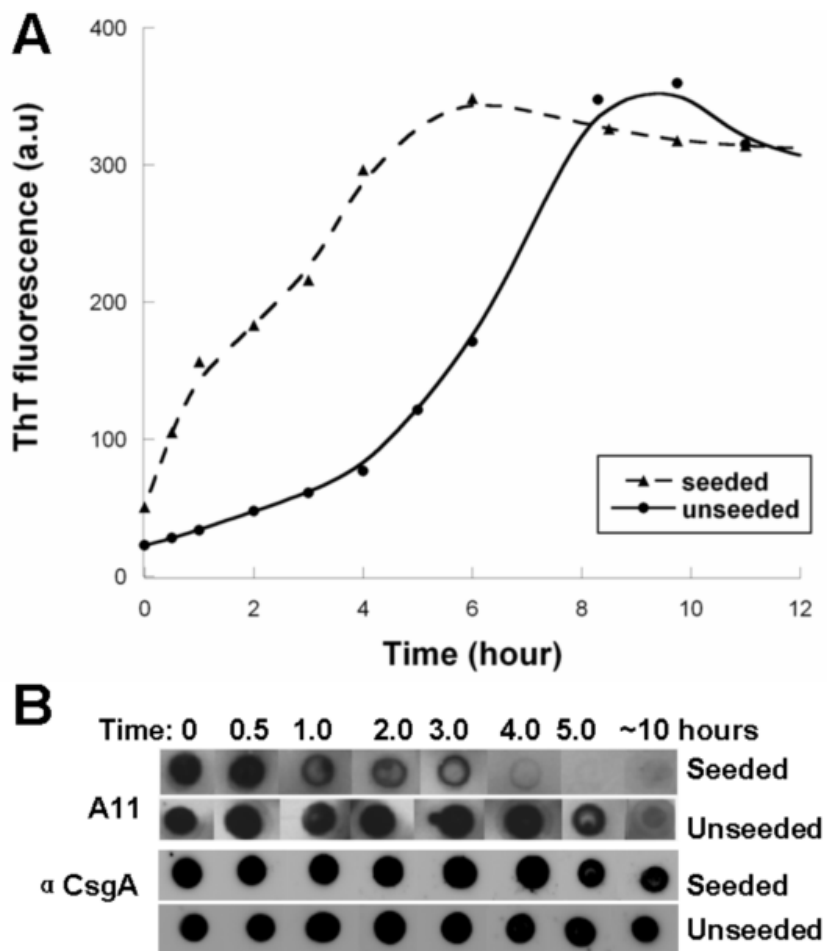 A
400
300
200
100
0
ThT fluorescence (a.u)
seeded
unseeded
0 2 4 6 8 10 12
Time (hour)
B
Time: 0 0.5 1.0 2.0 3.0 4.0 5.0 ~10 hours
Seeded
A11
Unseeded
α CsgA
Seeded
Unseeded